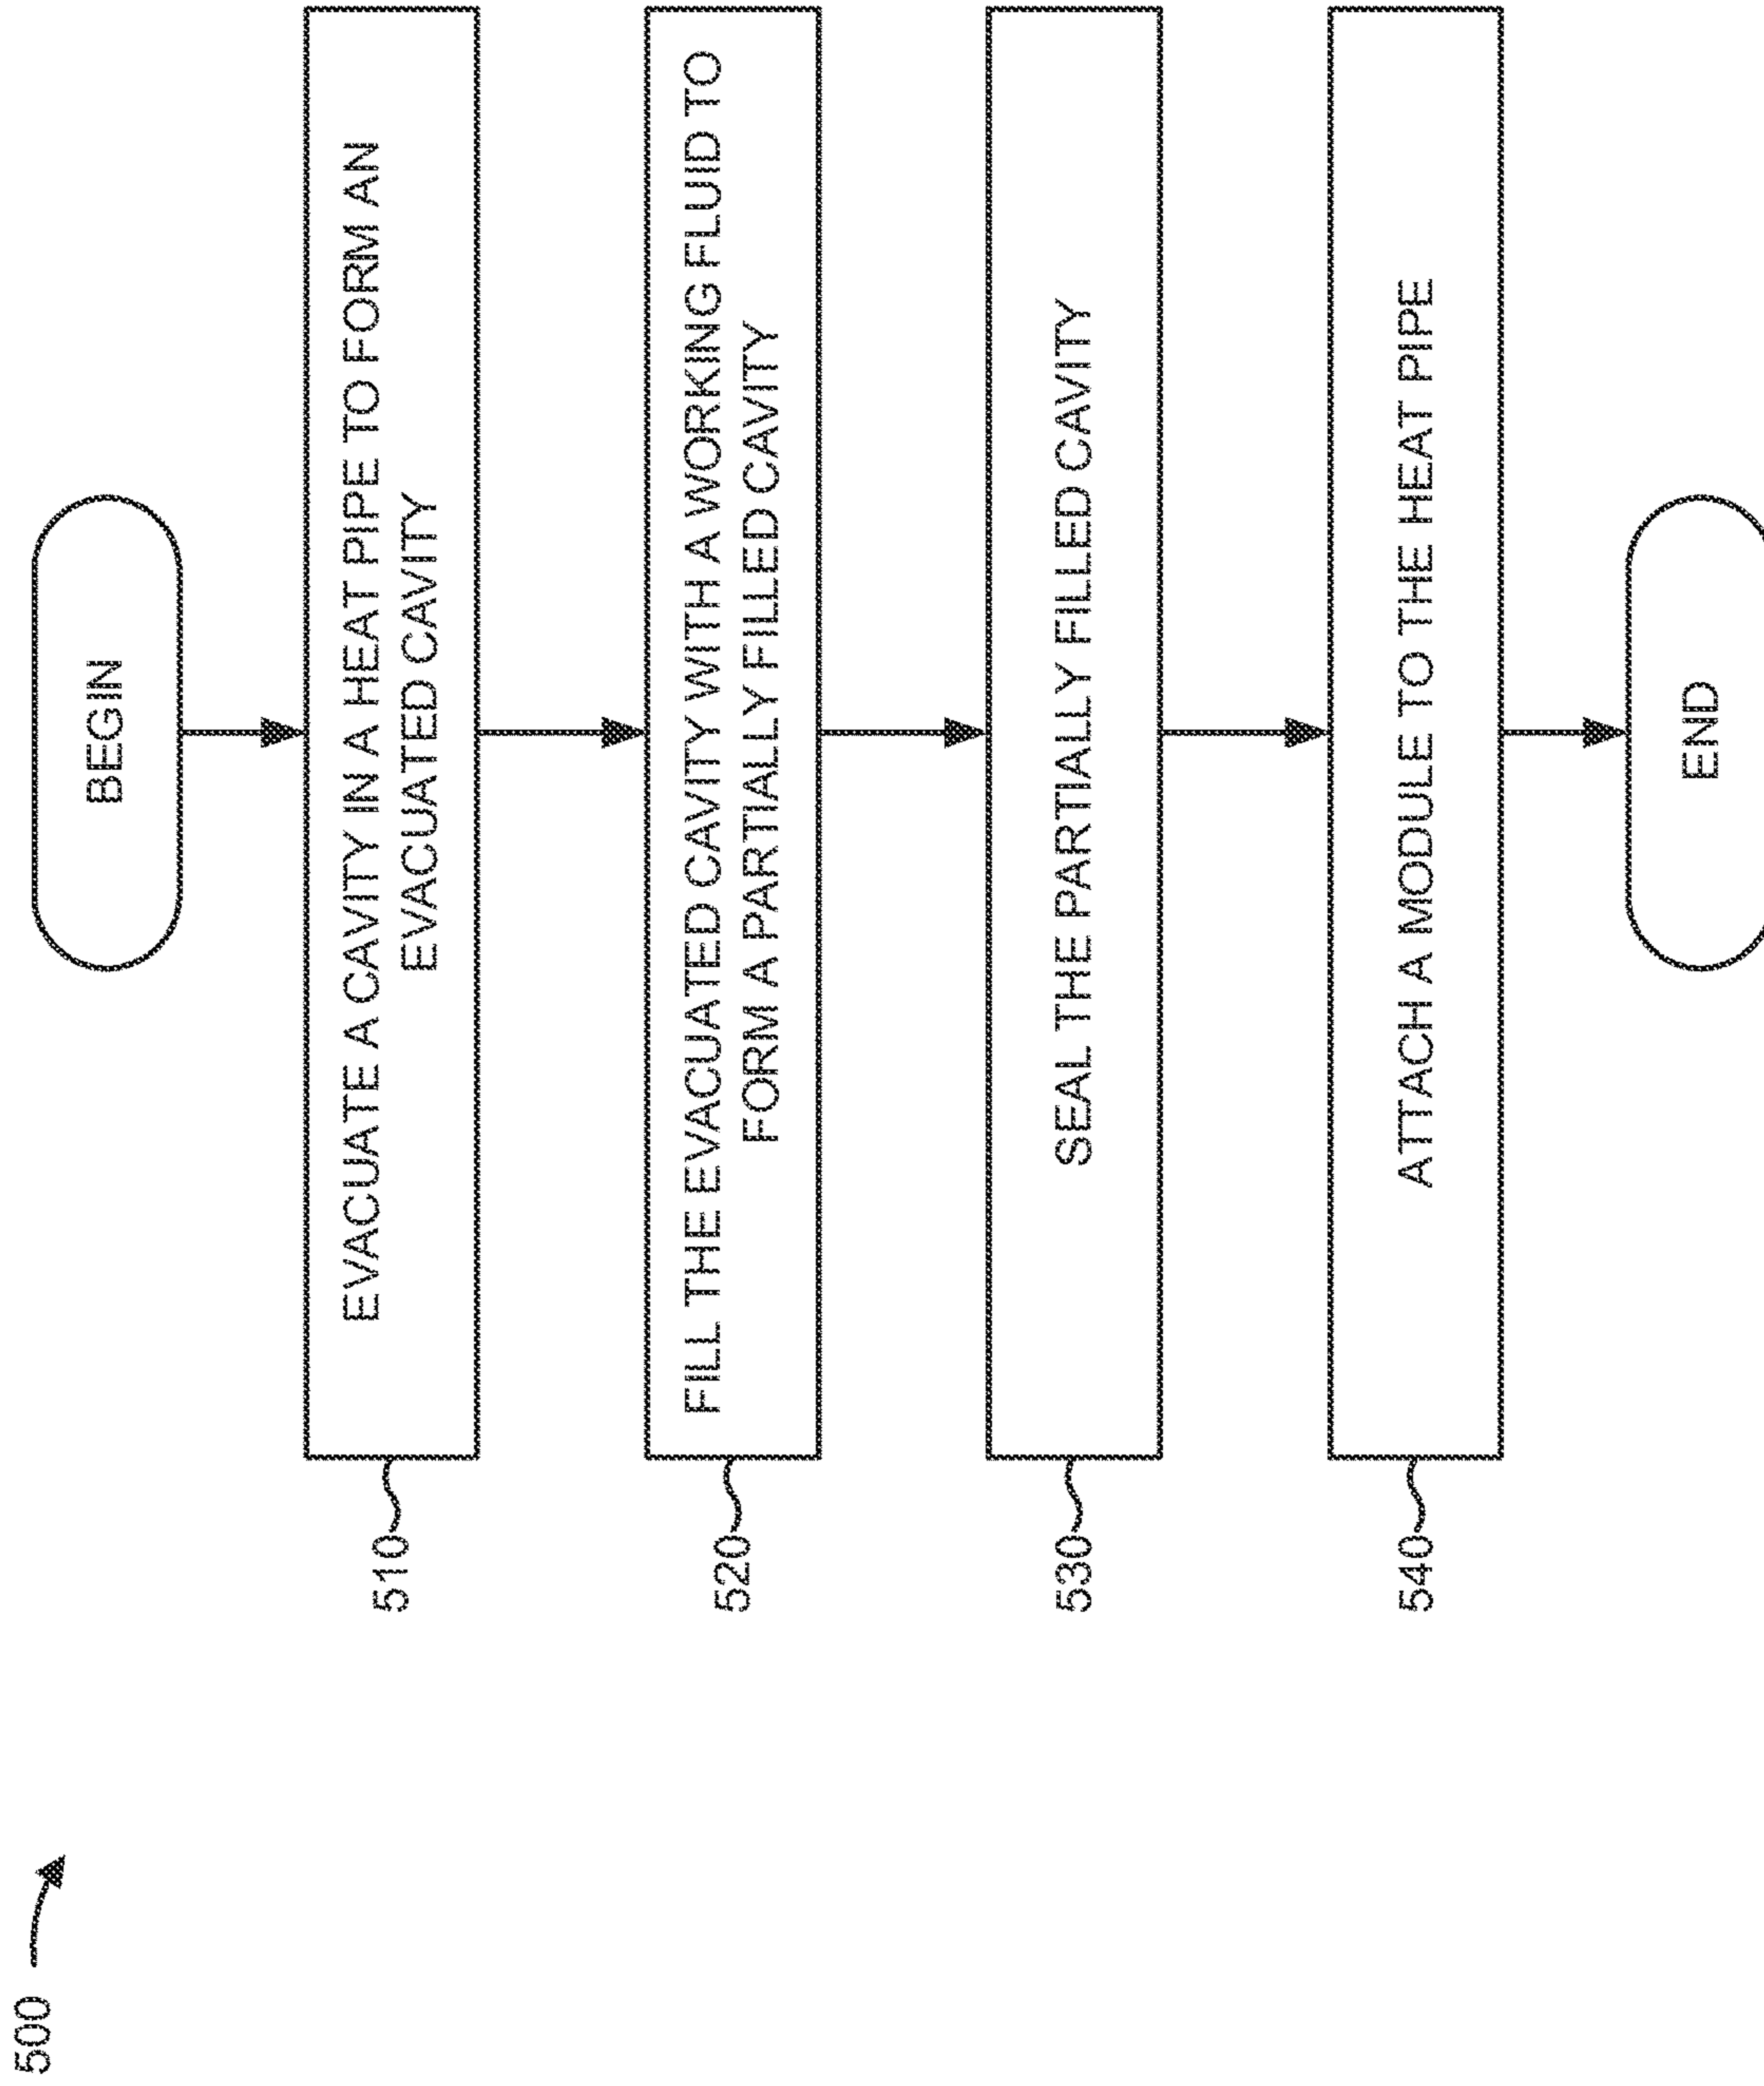 500
BEGIN
510
EVACUATE A CAVITY IN A HEAT PIPE TO FORM AN
EVACUATED CAVITY
520
FILL THE EVACUATED CAVITY WITH A WORKING FLUID TO
FORM A PARTIALLY FILLED CAVITY
530
SEAL THE PARTIALLY FILLED CAVITY
540
ATTACH A MODULE TO THE HEAT PIPE
END